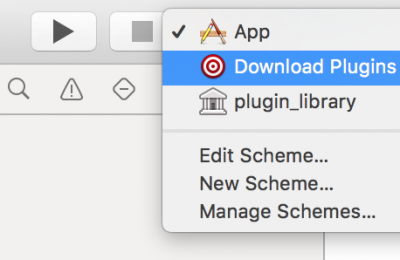 App
Download Plugins
plugin_library
Edit Scheme...
New Scheme...
Manage Schemes...